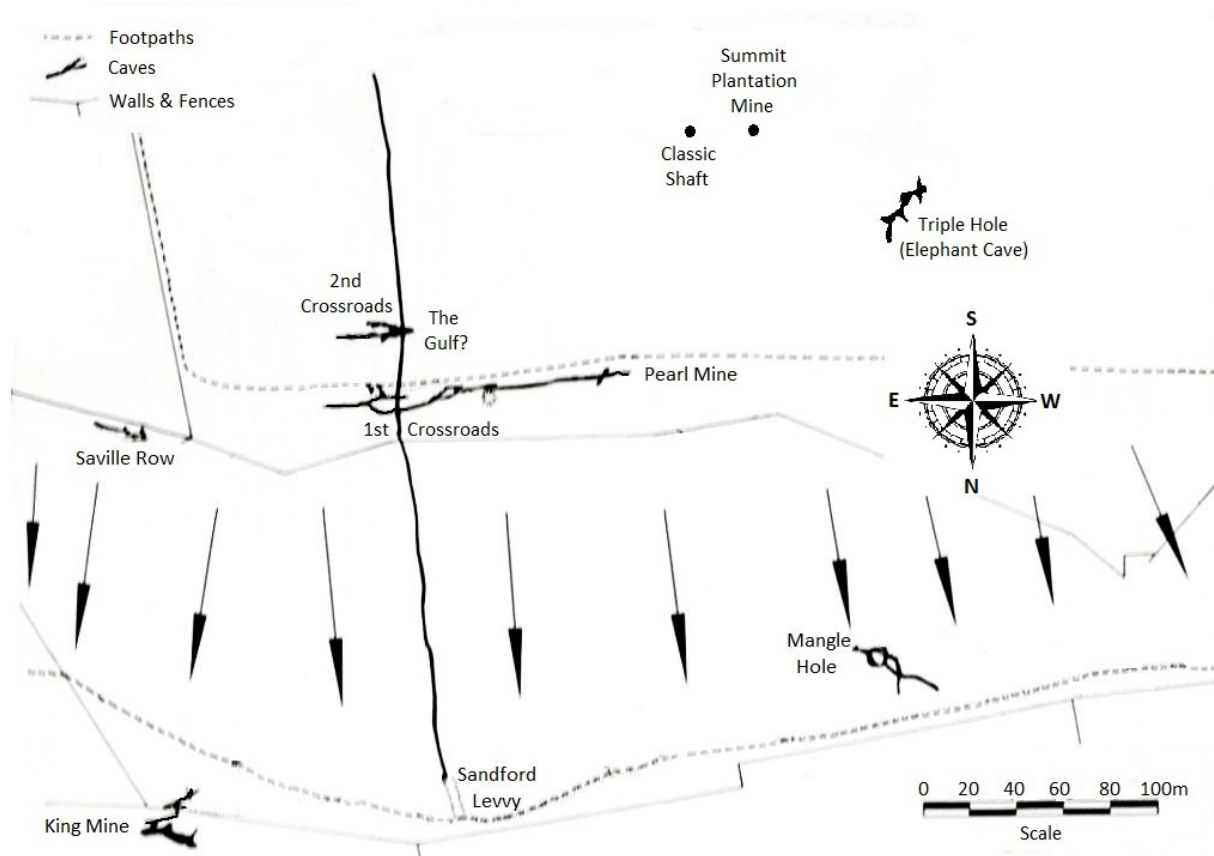 Footpaths
Caves
Walls & Fences
Summit
Plantation
Mine
Classic
Shaft
Triple Hole
(Elephant Cave)
2nd
Crossroads
The
Gulf?
Pearl Mine
1st Crossroads
Saville Row
S
E W
N
Mangle
Hole
Sandford
Levvy
King Mine
0 20 40 60 80 100m
Scale